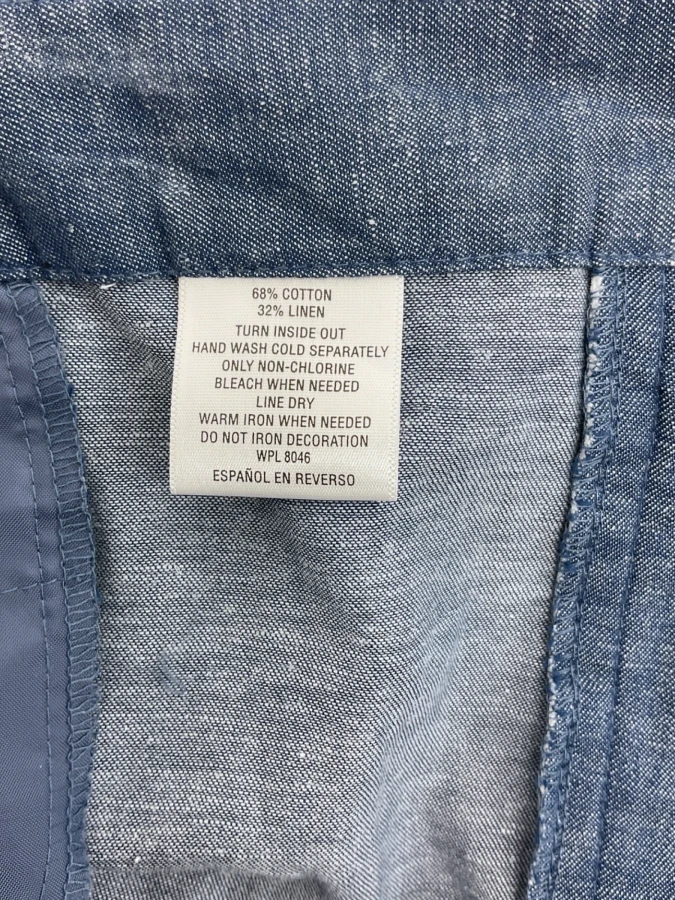 68% COTTON
32% LINEN
TURN INSIDE OUT
HAND WASH COLD SEPARATELY
ONLY NON-CHLORINE
BLEACH WHEN NEEDED
LINE DRY
WARM IRON WHEN NEEDED
DO NOT IRON DECORATION
WPL 8046
ESPAÑOL EN REVERSO